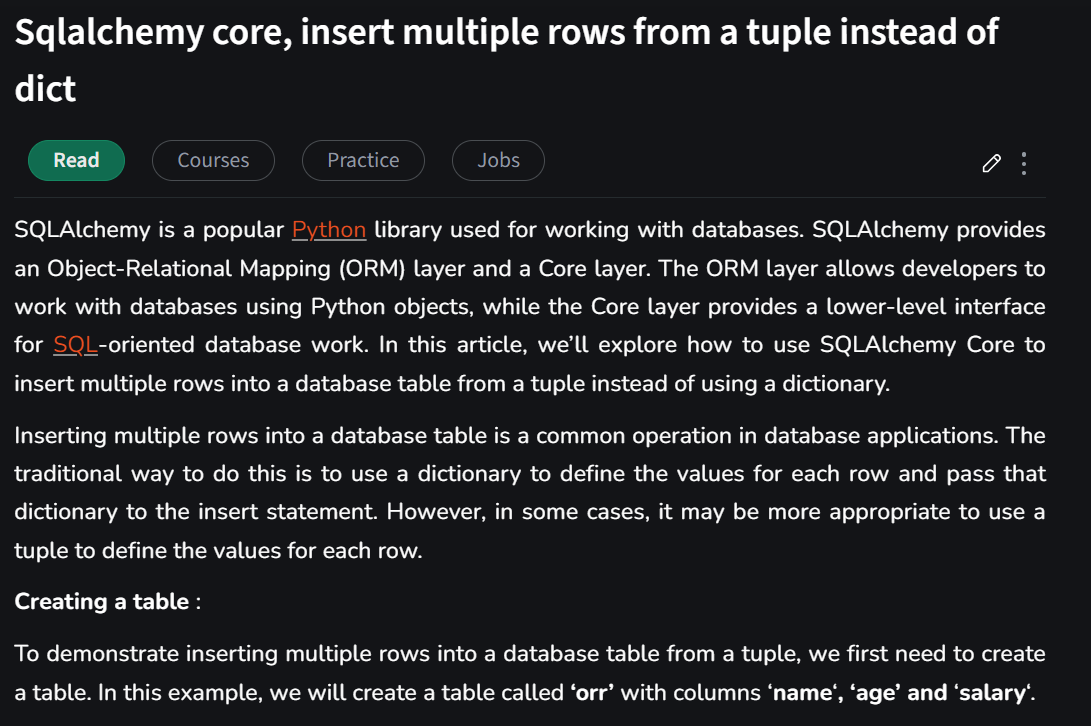 Sqlalchemy core, insert multiple rows from a tuple instead of
dict
Read Courses Practice Jobs
SQLAlchemy is a popular Python library used for working with databases. SQLAlchemy provides
an Object-Relational Mapping (ORM) layer and a Core layer. The ORM layer allows developers to
work with databases using Python objects, while the Core layer provides a lower-level interface
for SQL-oriented database work. In this article, we’ll explore how to use SQLAlchemy Core to
insert multiple rows into a database table from a tuple instead of using a dictionary.
Inserting multiple rows into a database table is a common operation in database applications. The
traditional way to do this is to use a dictionary to define the values for each row and pass that
dictionary to the insert statement. However, in some cases, it may be more appropriate to use a
tuple to define the values for each row.
Creating a table :
To demonstrate inserting multiple rows into a database table from a tuple, we first need to create
a table. In this example, we will create a table called ‘orr’ with columns ‘name‘, ‘age’ and ‘salary‘.